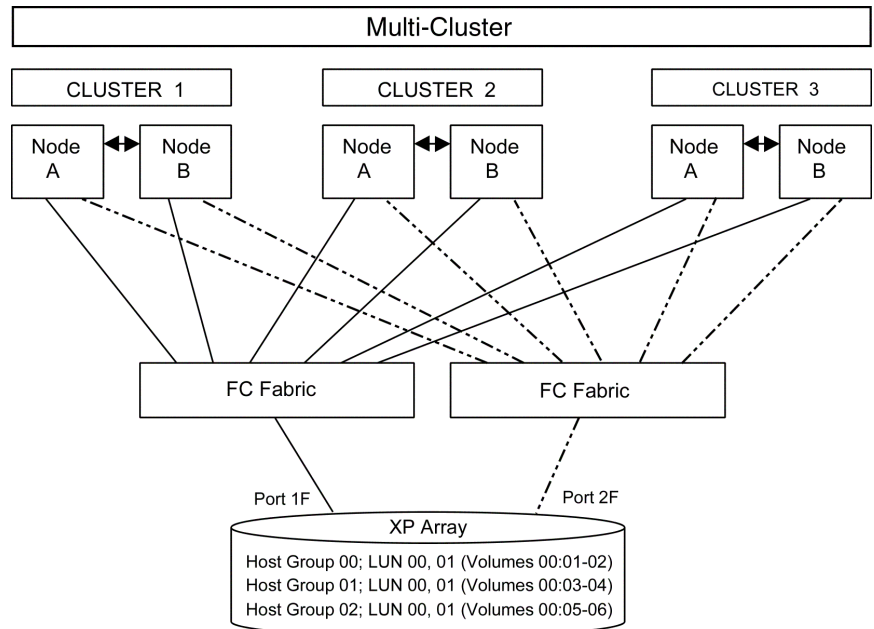 Multi-Cluster
CLUSTER 1
CLUSTER 2
CLUSTER 3
Node A
Node B
Node A
Node B
Node A
Node B
FC Fabric
FC Fabric
Port 1F
Port 2F
XP Array
Host Group 00; LUN 00, 01 (Volumes 00:01-02)
Host Group 01; LUN 00, 01 (Volumes 00:03-04)
Host Group 02; LUN 00, 01 (Volumes 00:05-06)